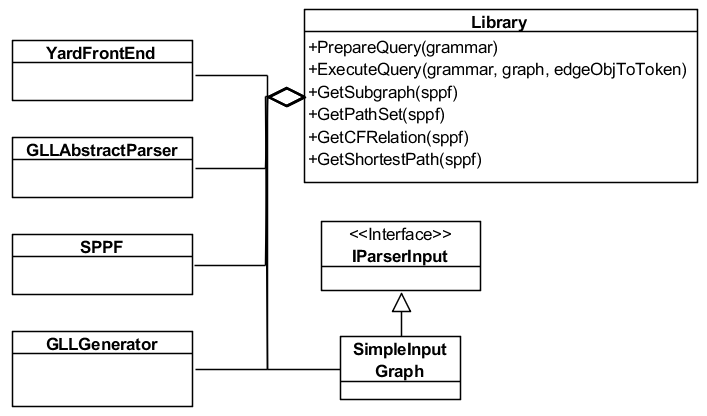 Library
+PrepareQuery(grammar)
+ExecuteQuery(grammar, graph, edgeObjToToken)
+GetSubgraph(sppf)
+GetPathSet(sppf)
+GetCFRelation(sppf)
+GetShortestPath(sppf)
YardFrontEnd
GLLAbstractParser
SPPF
GLLGenerator
<<Interface>>
IParserInput
SimpleInput
Graph